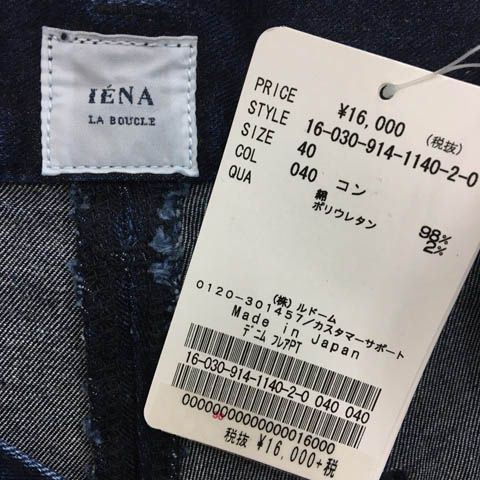 IÉNA
LA BOUCLE
PRICE ¥16,000 (税抜)
STYLE 16-030-914-1140-2-0
SIZE 40
COL 040 コン
QUA 綿 98%
ポリウレタン 2%
(株)ルドーム
0120-301457/カスタマーサポート
Made in Japan
デニム フレアPT
16-030-914-1140-2-0 040 040
0000000000000000016000
税抜 ¥16,000+税